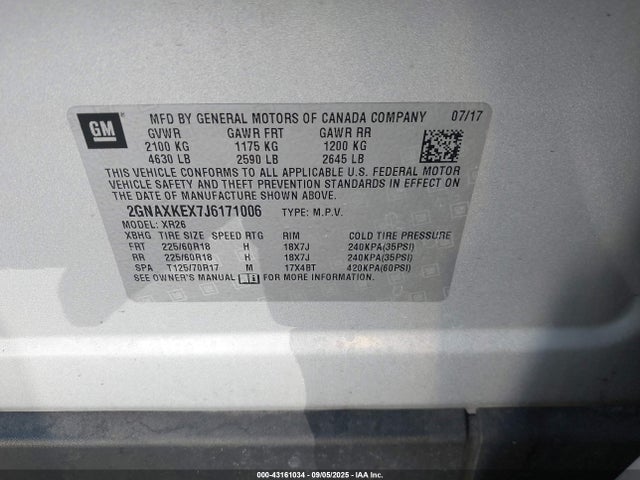 GM
MFD BY GENERAL MOTORS OF CANADA COMPANY 07/17
GVWR GAWR FRT GAWR RR
2100 KG 1175 KG 1200 KG
4630 LB 2590 LB 2645 LB
THIS VEHICLE CONFORMS TO ALL APPLICABLE U.S. FEDERAL MOTOR
VEHICLE SAFETY AND THEFT PREVENTION STANDARDS IN EFFECT ON
THE DATE OF MANUFACTURE SHOWN ABOVE.
2GNAXKEX7J6171006 TYPE: M.P.V.
MODEL: XR26
XBHG TIRE SIZE SPEED RTG RIM COLD TIRE PRESSURE
FRT 225/60R18 H 18X7J 240KPA(35PSI)
RR 225/60R18 H 18X7J 240KPA(35PSI)
SPA T125/70R17 M 17X4BT 420KPA(60PSI)
SEE OWNER'S MANUAL FOR MORE INFORMATION.
000-43161034 - 09/05/2025 - IAA Inc.